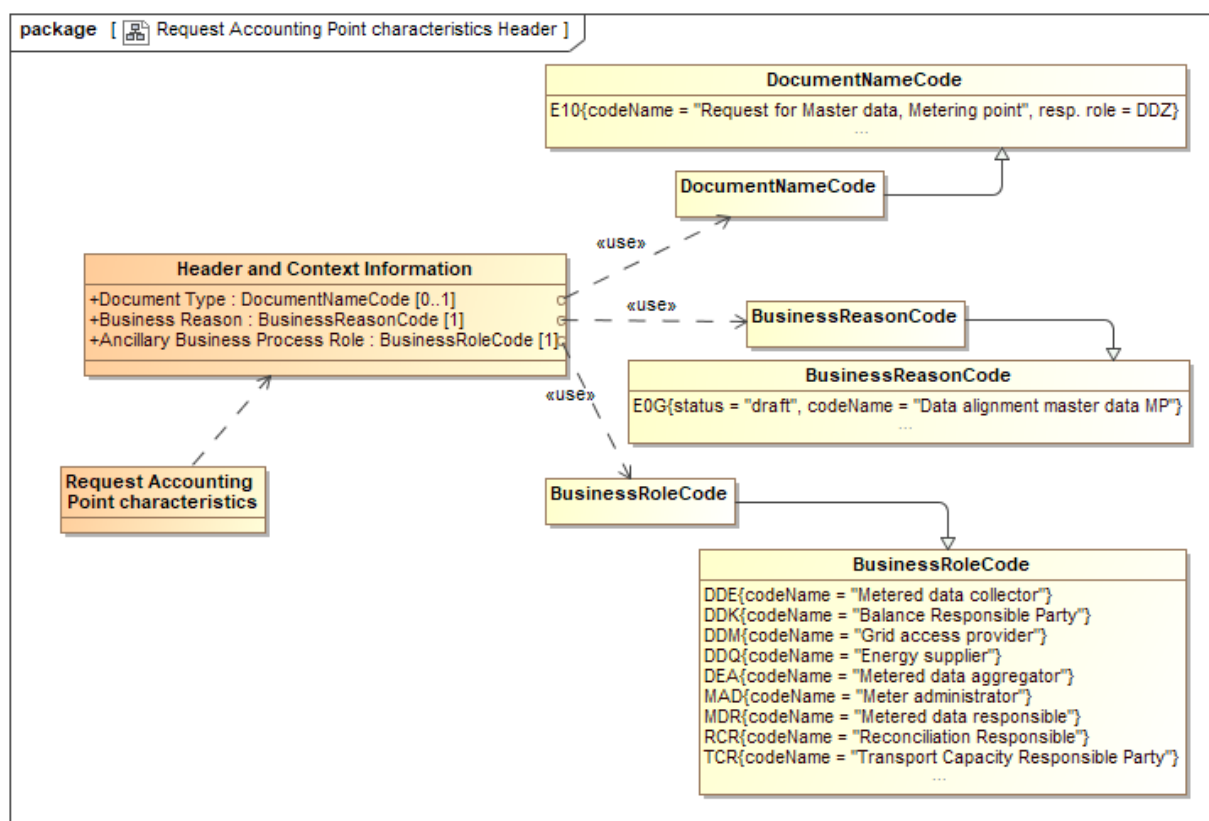 package [ Request Accounting Point characteristics Header ]
DocumentNameCode
E10{codeName = "Request for Master data, Metering point", resp. role = DDZ}
...
DocumentNameCode
«use»
Header and Context Information
+Document Type : DocumentNameCode [0..1]
+Business Reason : BusinessReasonCode [1]
+Ancillary Business Process Role : BusinessRoleCode [1]
«use»
BusinessReasonCode
BusinessReasonCode
E0G{status = "draft", codeName = "Data alignment master data MP"}
...
«use»
Request Accounting
Point characteristics
BusinessRoleCode
BusinessRoleCode
DDE{codeName = "Metered data collector"}
DDK{codeName = "Balance Responsible Party"}
DDM{codeName = "Grid access provider"}
DDQ{codeName = "Energy supplier"}
DEA{codeName = "Metered data aggregator"}
MAD{codeName = "Meter administrator"}
MDR{codeName = "Metered data responsible"}
RCR{codeName = "Reconciliation Responsible"}
TCR{codeName = "Transport Capacity Responsible Party"}
...